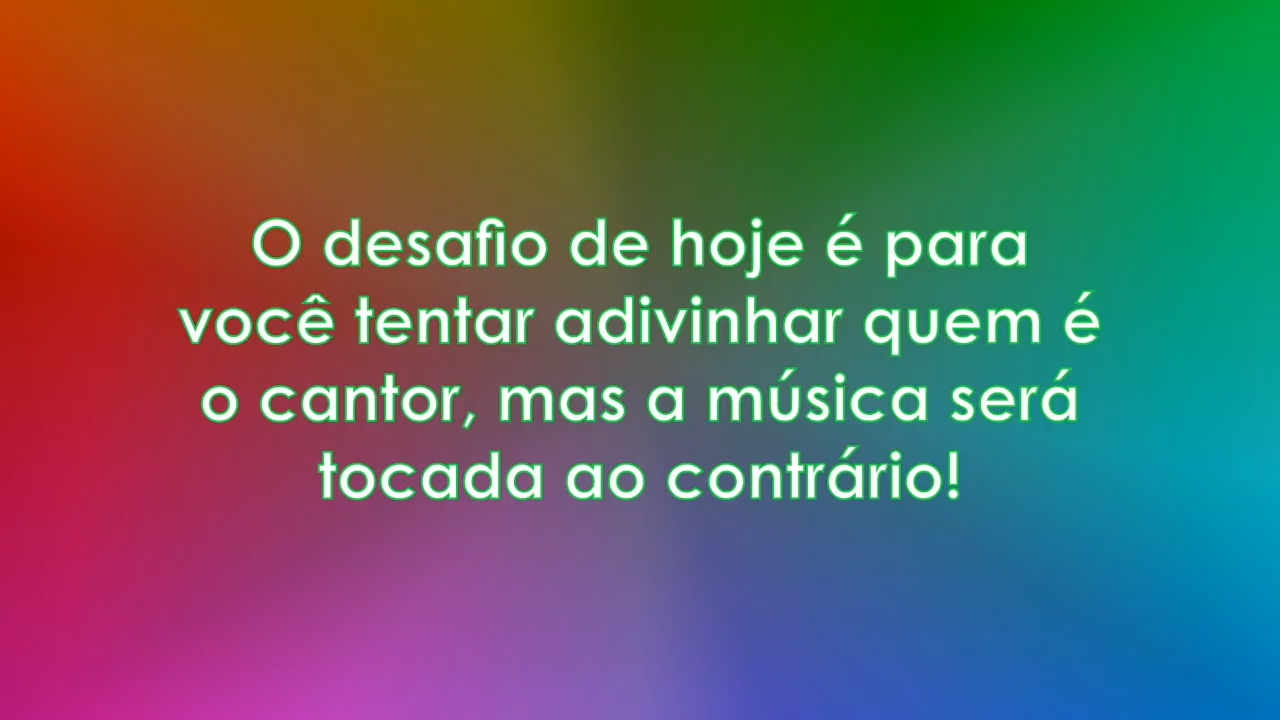 O desafio de hoje é para
você tentar adivinhar quem é
o cantor, mas a música será
tocada ao contrário!